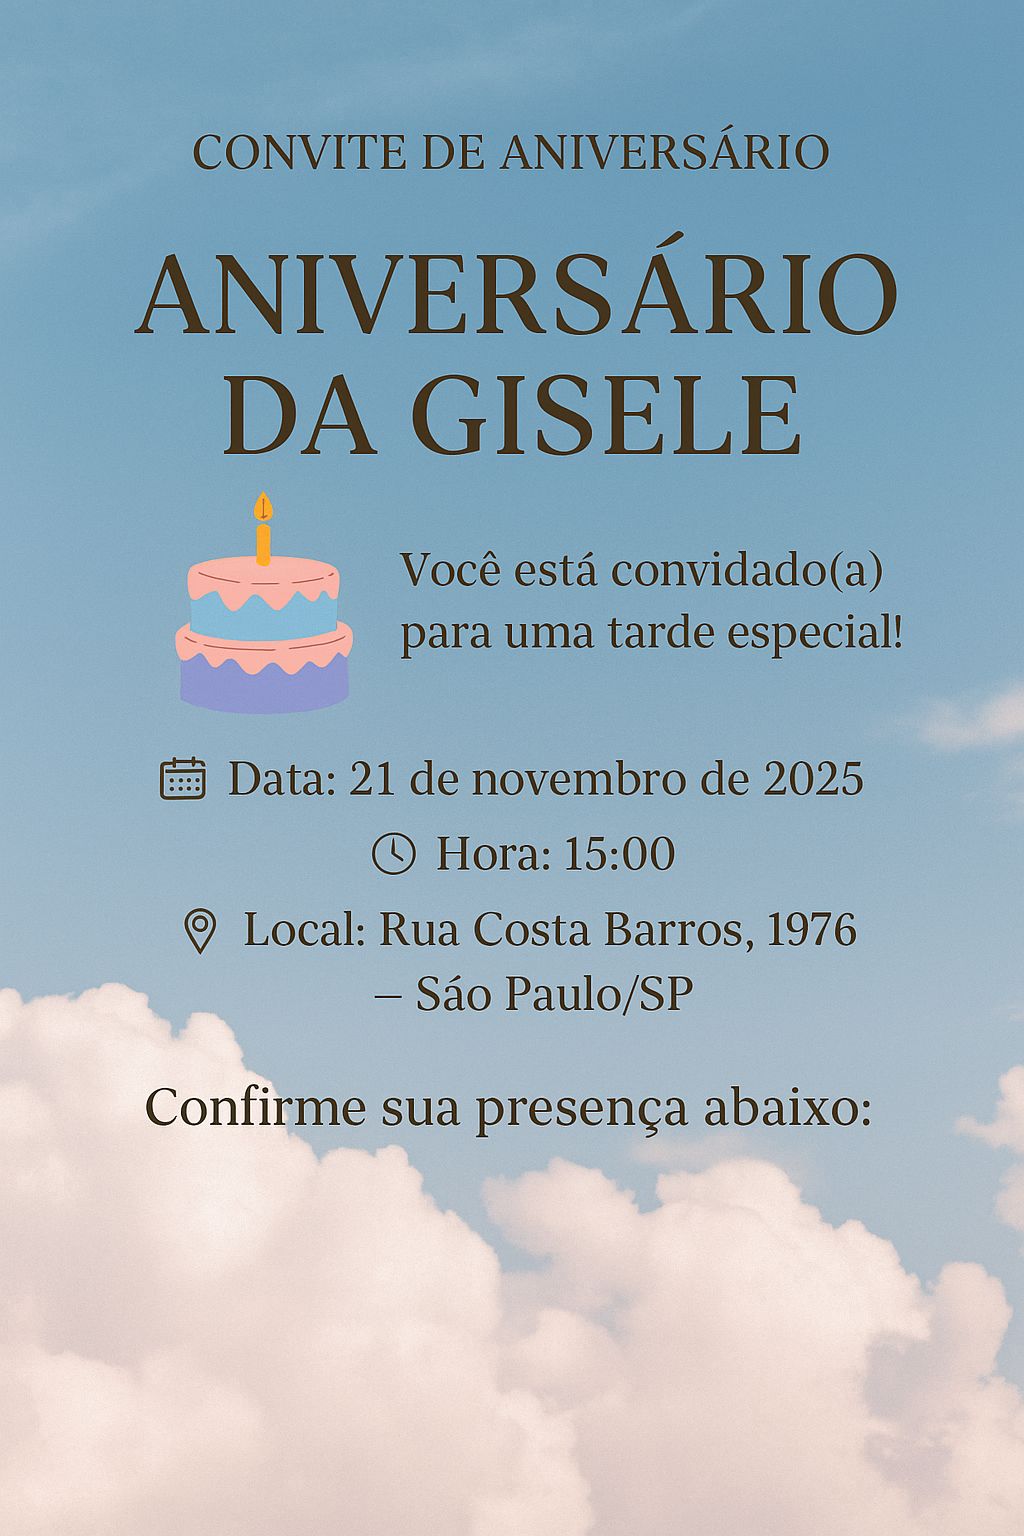 CONVITE DE ANIVERSÁRIO
ANIVERSÁRIO
DA GISELE
Você está convidado(a)
para uma tarde especial!
Data: 21 de novembro de 2025
Hora: 15:00
Local: Rua Costa Barros, 1976
– Sáo Paulo/SP
Confirme sua presença abaixo: